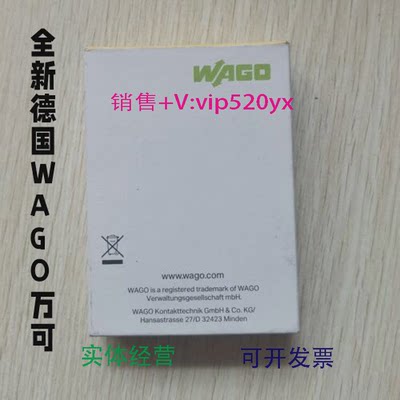 全新德国WAGO万可
WAGO
销售+V:vip520yx
www.wago.com
WAGO is a registered trademark of WAGO
Verwaltungsgesellschaft mbH.
WAGO Kontakttechnik GmbH & Co. KG/
Hansastrasse 27/D 32423 Minden
实体经营
可开发票